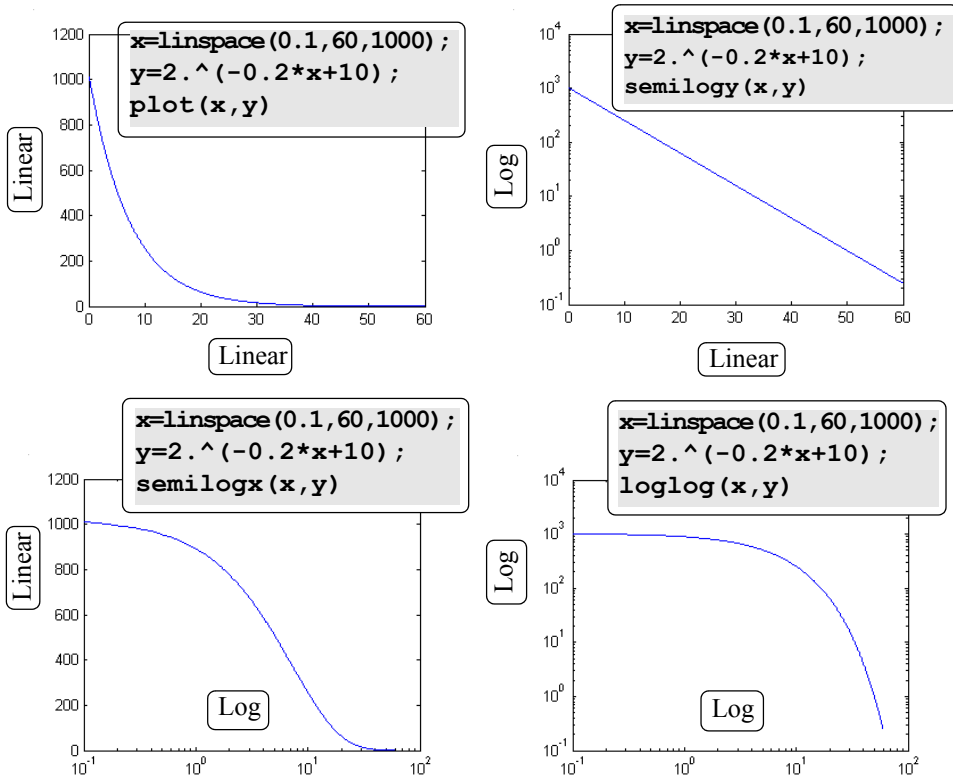 x=linspace(0.1,60,1000);
y=2.^(-0.2*x+10);
plot(x,y)
1200
1000
800
600
400
200
0
Linear
0 10 20 30 40 50 60
Linear
x=linspace(0.1,60,1000);
y=2.^(-0.2*x+10);
semilogy(x,y)
10^4
10^3
10^2
10^1
10^0
10^-1
Log
0 10 20 30 40 50 60
Linear
x=linspace(0.1,60,1000);
y=2.^(-0.2*x+10);
semilogx(x,y)
1200
1000
800
600
400
200
0
Linear
Log
10^-1 10^0 10^1 10^2
x=linspace(0.1,60,1000);
y=2.^(-0.2*x+10);
loglog(x,y)
10^4
10^3
10^2
10^1
10^0
10^-1
Log
Log
10^-1 10^0 10^1 10^2